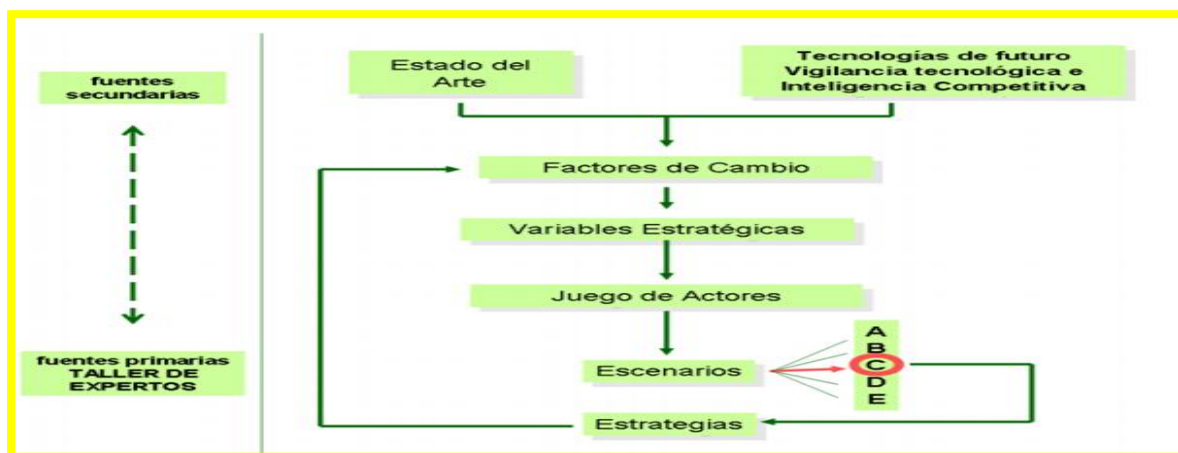 fuentes
secundarias
fuentes primarias
TALLER DE
EXPERTOS
Estado del
Arte
Tecnologías de futuro
Vigilancia tecnológica e
Inteligencia Competitiva
Factores de Cambio
Variables Estratégicas
Juego de Actores
Escenarios
A
B
C
D
E
Estrategias